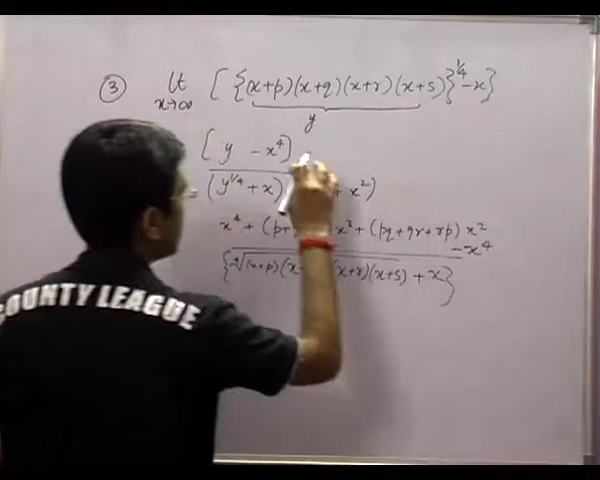 ③ lt [ { (x+p)(x+q)(x+r)(x+s) }^{1/4} - x ]
x→∞
y
[ y - x⁴ ]
(y^{1/4} + x) + x²)
x⁴ + (p+ x³ + (pq + qr + rp) x² - x⁴
{ ∜(x+p)(x+ (x+r)(x+s) + x }
COUNTY LEAGUE